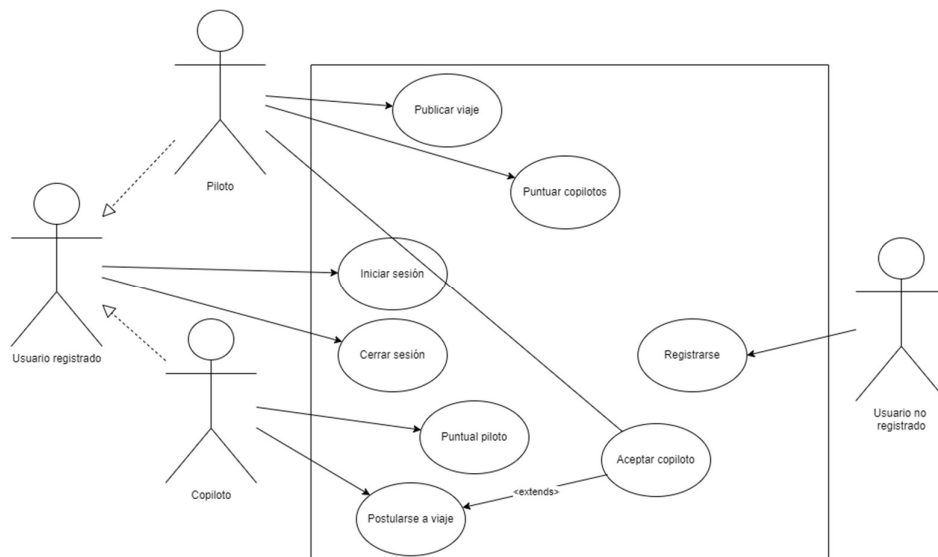 Publicar viaje
Piloto
Puntuar copilotos
Iniciar sesión
Usuario registrado
Cerrar sesión
Registrarse
Usuario no
registrado
Puntual piloto
Aceptar copiloto
Copiloto
<extends>
Postularse a viaje